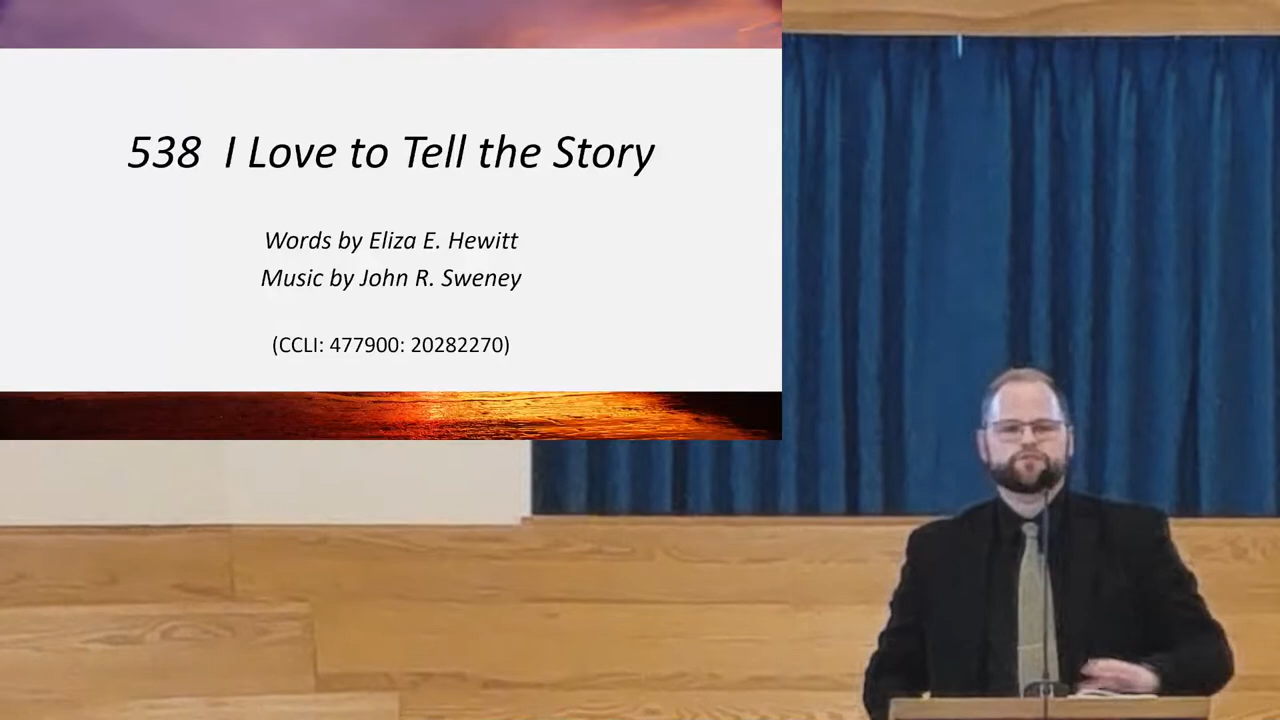 538 I Love to Tell the Story
Words by Eliza E. Hewitt
Music by John R. Sweney
(CCLI: 477900: 20282270)